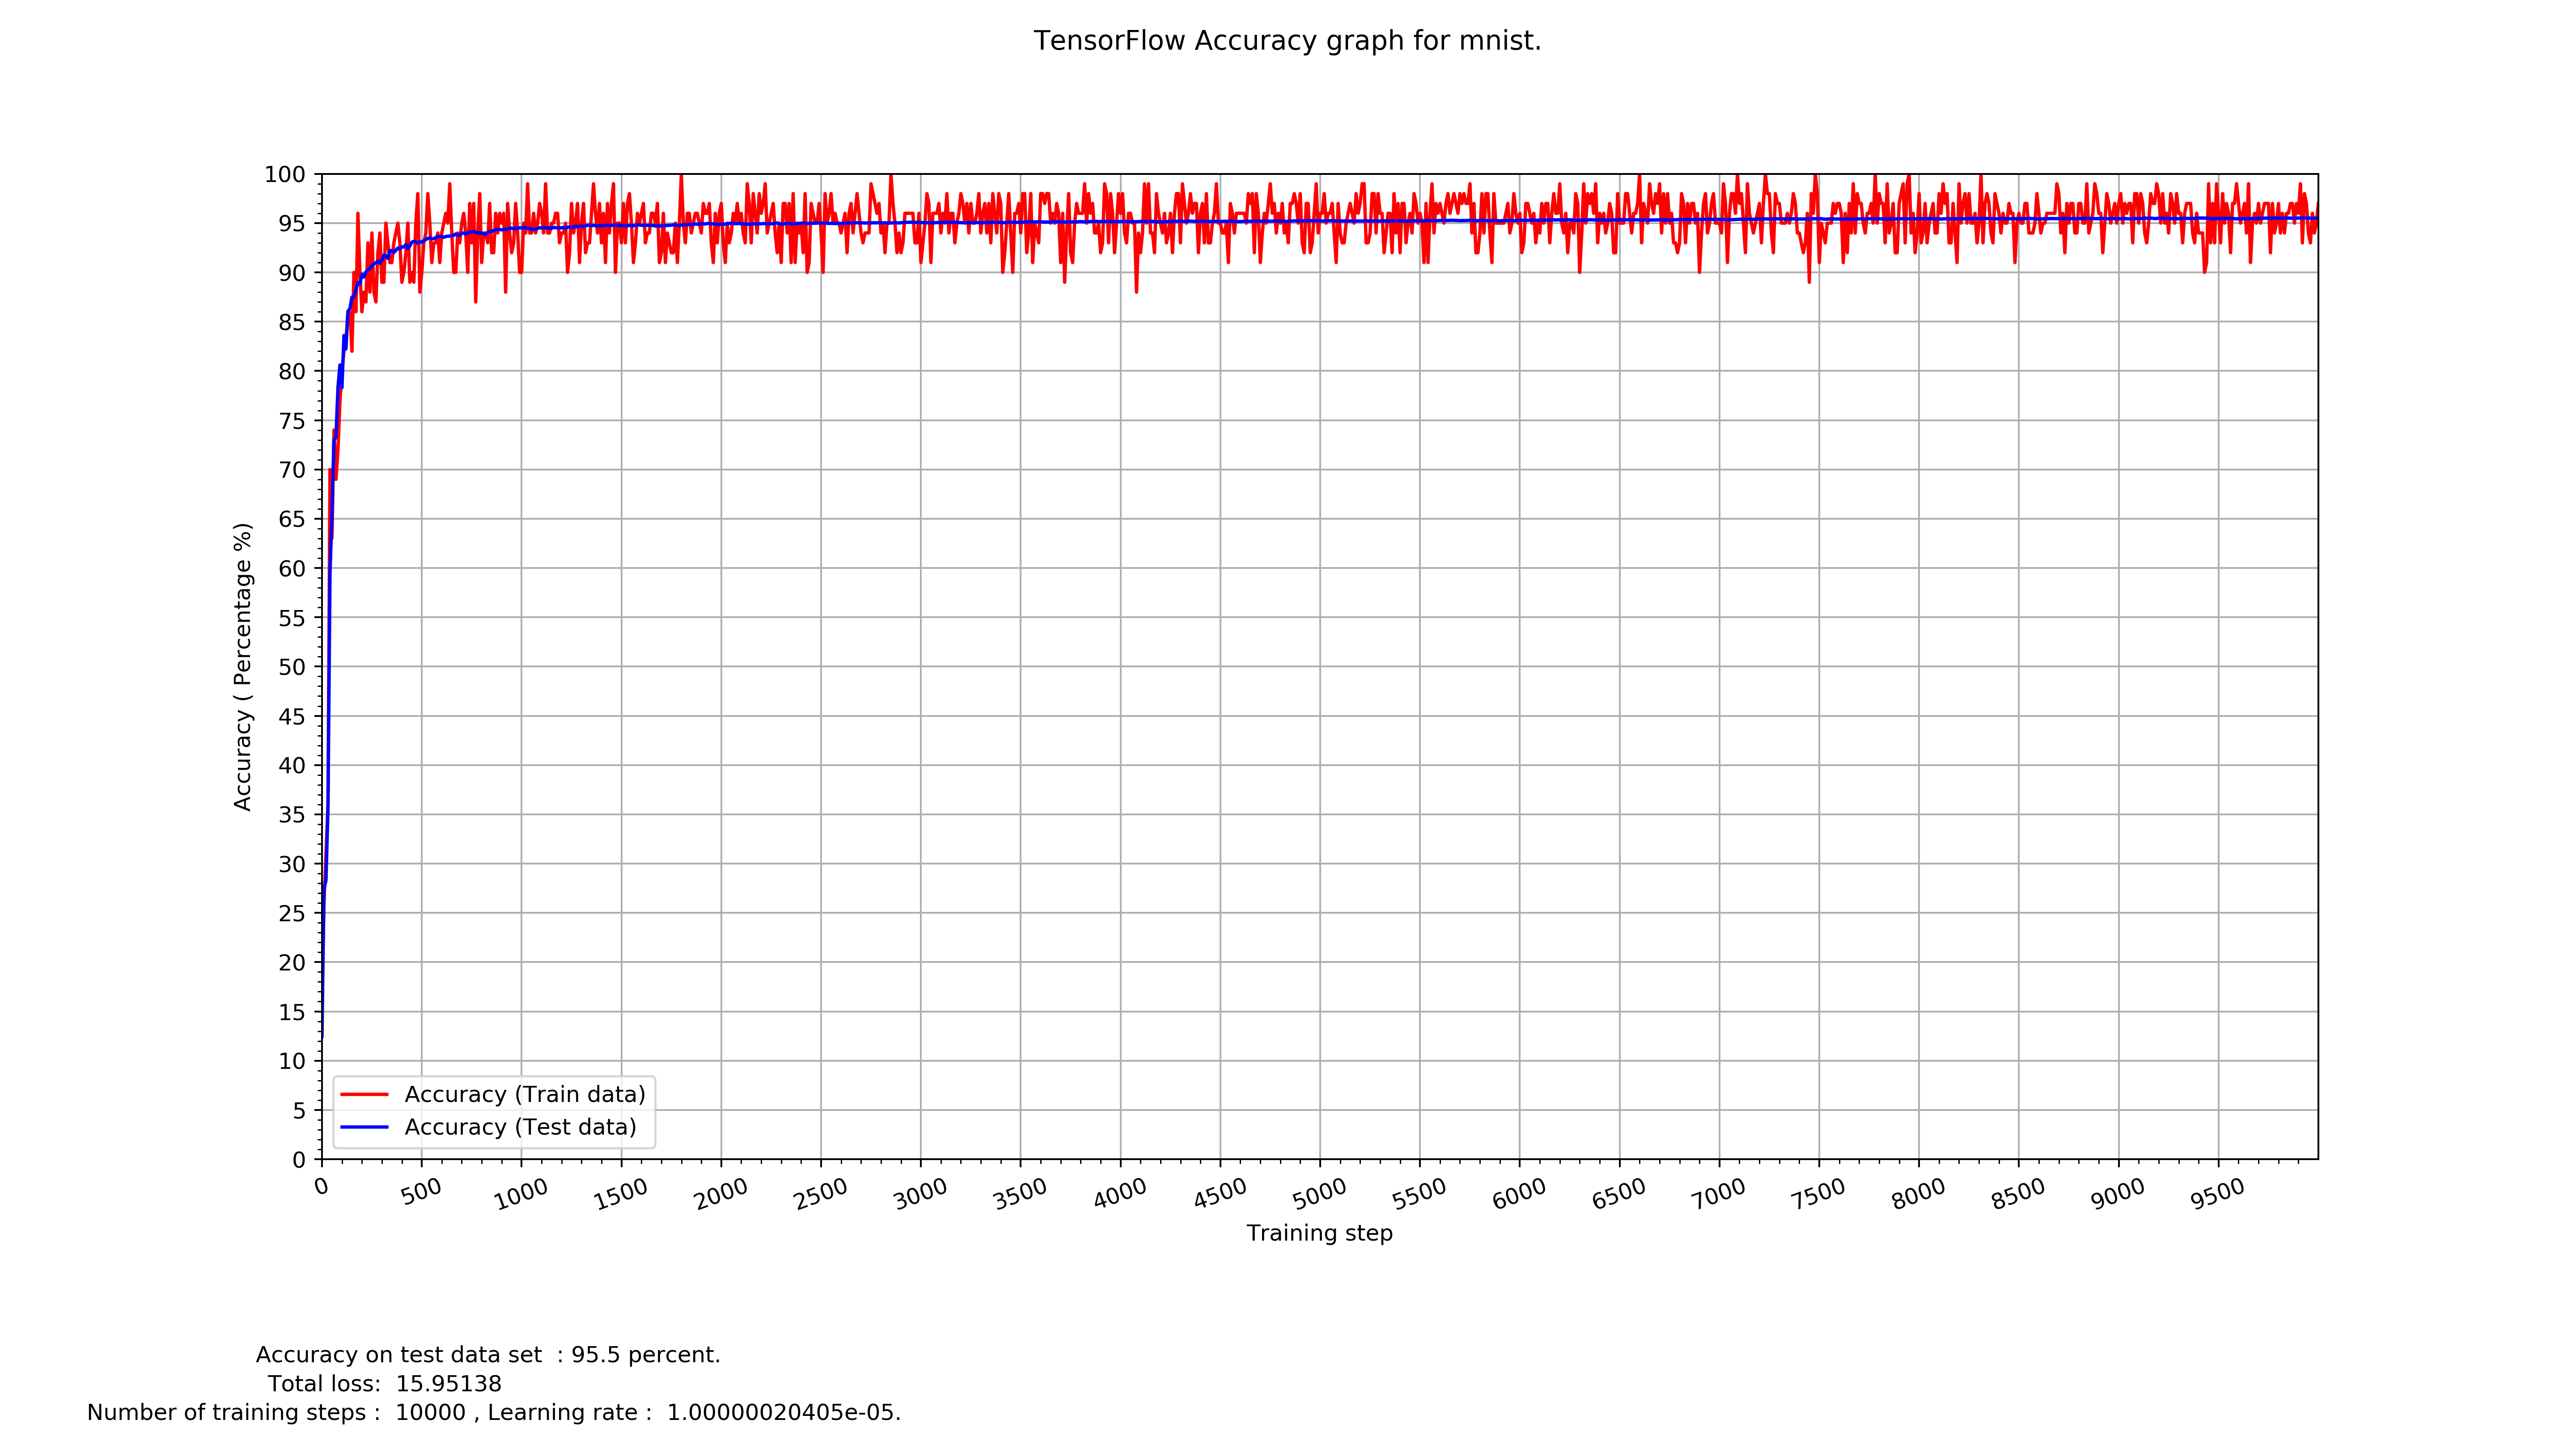 TensorFlow Accuracy graph for mnist.
Accuracy ( Percentage %)
100
95
90
85
80
75
70
65
60
55
50
45
40
35
30
25
20
15
10
5
0
Accuracy (Train data)
Accuracy (Test data)
0 500 1000 1500 2000 2500 3000 3500 4000 4500 5000 5500 6000 6500 7000 7500 8000 8500 9000 9500
Training step
Accuracy on test data set  : 95.5 percent.
Total loss:  15.95138
Number of training steps :  10000 , Learning rate :  1.00000020405e-05.